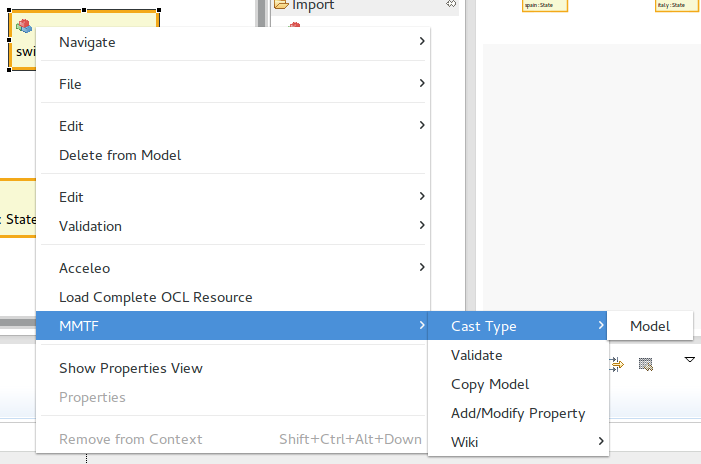 Import
spain : State
italy : State
swi
Navigate
File
Edit
Delete from Model
Edit
Validation
: State
Acceleo
Load Complete OCL Resource
MMTF
Cast Type
Model
Validate
Show Properties View
Copy Model
Properties
Add/Modify Property
Remove from Context Shift+Ctrl+Alt+Down
Wiki